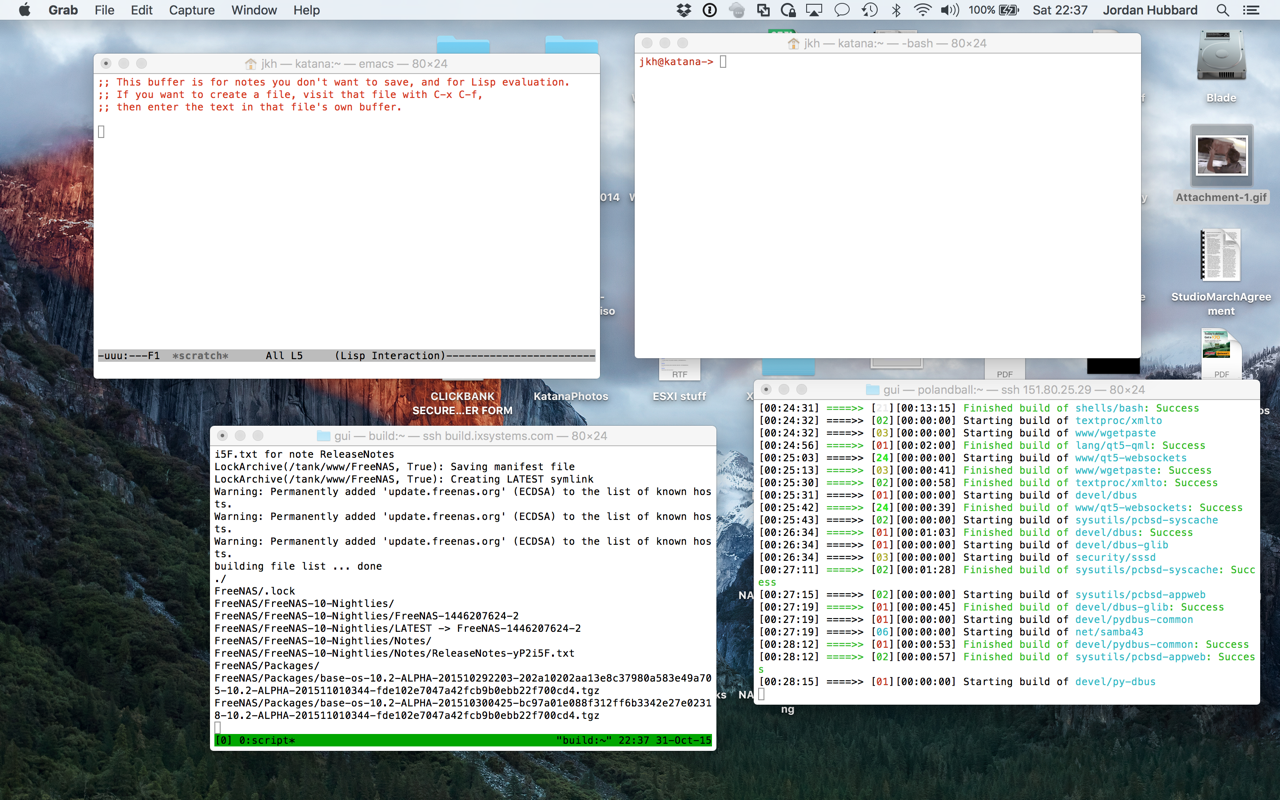 Grab File Edit Capture Window Help 100% Sat 22:37 Jordan Hubbard
jkh — katana:~ — emacs — 80×24
;; This buffer is for notes you don't want to save, and for Lisp evaluation.
;; If you want to create a file, visit that file with C-x C-f,
;; then enter the text in that file's own buffer.
-uuu:---F1 *scratch* All L5 (Lisp Interaction)------------------------
jkh — katana:~ — -bash — 80×24
jkh@katana->
Blade
Attachment-1.gif
StudioMarchAgree
ment
014
iso
RTF
PDF
PDF
CLICKBANK
SECURE...ER FORM
KatanaPhotos
ESXI stuff
gui — build:~ — ssh build.ixsystems.com — 80×24
i5F.txt for note ReleaseNotes
LockArchive(/tank/www/FreeNAS, True): Saving manifest file
LockArchive(/tank/www/FreeNAS, True): Creating LATEST symlink
Warning: Permanently added 'update.freenas.org' (ECDSA) to the list of known hos
ts.
Warning: Permanently added 'update.freenas.org' (ECDSA) to the list of known hos
ts.
Warning: Permanently added 'update.freenas.org' (ECDSA) to the list of known hos
ts.
building file list ... done
./
FreeNAS/.lock
FreeNAS/FreeNAS-10-Nightlies/
FreeNAS/FreeNAS-10-Nightlies/FreeNAS-1446207624-2
FreeNAS/FreeNAS-10-Nightlies/LATEST -> FreeNAS-1446207624-2
FreeNAS/FreeNAS-10-Nightlies/Notes/
FreeNAS/FreeNAS-10-Nightlies/Notes/ReleaseNotes-yP2i5F.txt
FreeNAS/Packages/
FreeNAS/Packages/base-os-10.2-ALPHA-201510292203-202a10202aa13e8c37980a583e49a70
5-10.2-ALPHA-201511010344-fde102e7047a42fcb9b0ebb22f700cd4.tgz
FreeNAS/Packages/base-os-10.2-ALPHA-201510300425-bc97a01e088f312ff6b3342e27e0231
8-10.2-ALPHA-201511010344-fde102e7047a42fcb9b0ebb22f700cd4.tgz
[0] 0:script* "build:~" 22:37 31-Oct-15
gui — polandball:~ — ssh 151.80.25.29 — 80×24
[00:24:31] ====>> [21][00:13:15] Finished build of shells/bash: Success
[00:24:32] ====>> [02][00:00:00] Starting build of textproc/xmlto
[00:24:32] ====>> [03][00:00:00] Starting build of www/wgetpaste
[00:24:56] ====>> [01][00:02:00] Finished build of lang/qt5-qml: Success
[00:25:03] ====>> [24][00:00:00] Starting build of www/qt5-websockets
[00:25:13] ====>> [03][00:00:41] Finished build of www/wgetpaste: Success
[00:25:30] ====>> [02][00:00:58] Finished build of textproc/xmlto: Success
[00:25:31] ====>> [01][00:00:00] Starting build of devel/dbus
[00:25:42] ====>> [24][00:00:39] Finished build of www/qt5-websockets: Success
[00:25:43] ====>> [02][00:00:00] Starting build of sysutils/pcbsd-syscache
[00:26:34] ====>> [01][00:01:03] Finished build of devel/dbus: Success
[00:26:34] ====>> [01][00:00:00] Starting build of devel/dbus-glib
[00:26:34] ====>> [03][00:00:00] Starting build of security/sssd
[00:27:11] ====>> [02][00:01:28] Finished build of sysutils/pcbsd-syscache: Succ
ess
[00:27:15] ====>> [02][00:00:00] Starting build of sysutils/pcbsd-appweb
[00:27:19] ====>> [01][00:00:45] Finished build of devel/dbus-glib: Success
[00:27:19] ====>> [01][00:00:00] Starting build of devel/pydbus-common
[00:27:19] ====>> [06][00:00:00] Starting build of net/samba43
[00:28:12] ====>> [01][00:00:53] Finished build of devel/pydbus-common: Success
[00:28:12] ====>> [02][00:00:57] Finished build of sysutils/pcbsd-appweb: Succes
s
[00:28:15] ====>> [01][00:00:00] Starting build of devel/py-dbus
ng